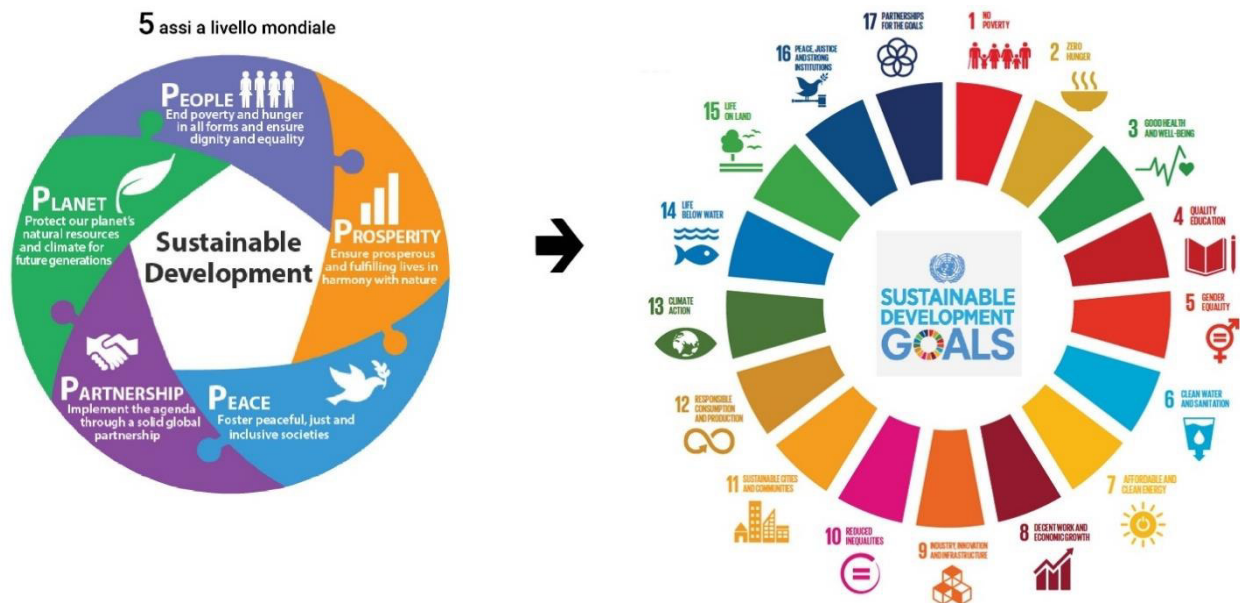 5 assi a livello mondiale
PEOPLE
End poverty and hunger
in all forms and ensure
dignity and equality
PROSPERITY
Ensure prosperous
and fulfilling lives in
harmony with nature
PEACE
Foster peaceful, just and
inclusive societies
PARTNERSHIP
Implement the agenda
through a solid global
partnership
PLANET
Protect our planet's
natural resources
and climate for
future generations
Sustainable
Development
1 NO
POVERTY
2 ZERO
HUNGER
3 GOOD HEALTH
AND WELL-BEING
4 QUALITY
EDUCATION
5 GENDER
EQUALITY
6 CLEAN WATER
AND SANITATION
7 AFFORDABLE AND
CLEAN ENERGY
8 DECENT WORK AND
ECONOMIC GROWTH
9 INDUSTRY, INNOVATION
AND INFRASTRUCTURE
10 REDUCED
INEQUALITIES
11 SUSTAINABLE CITIES
AND COMMUNITIES
12 RESPONSIBLE
CONSUMPTION
AND PRODUCTION
13 CLIMATE
ACTION
14 LIFE
BELOW WATER
15 LIFE
ON LAND
16 PEACE, JUSTICE
AND STRONG
INSTITUTIONS
17 PARTNERSHIPS
FOR THE GOALS
SUSTAINABLE
DEVELOPMENT
GOALS